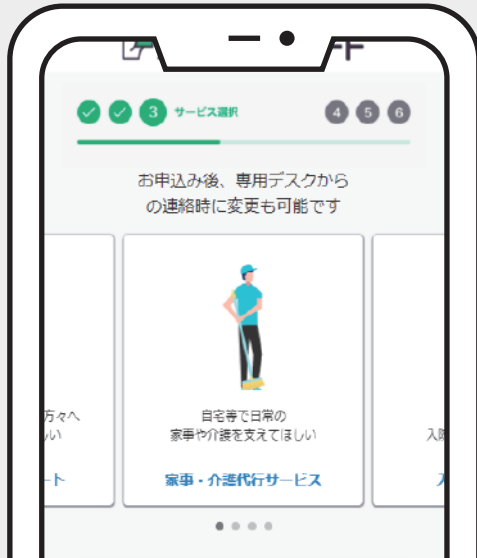 3 サービス選択 4 5 6
お申込み後、専用デスクから
の連絡時に変更も可能です
方々へ
しい
ート
自宅等で日常の
家事や介護を支えてほしい
家事・介護代行サービス
入院